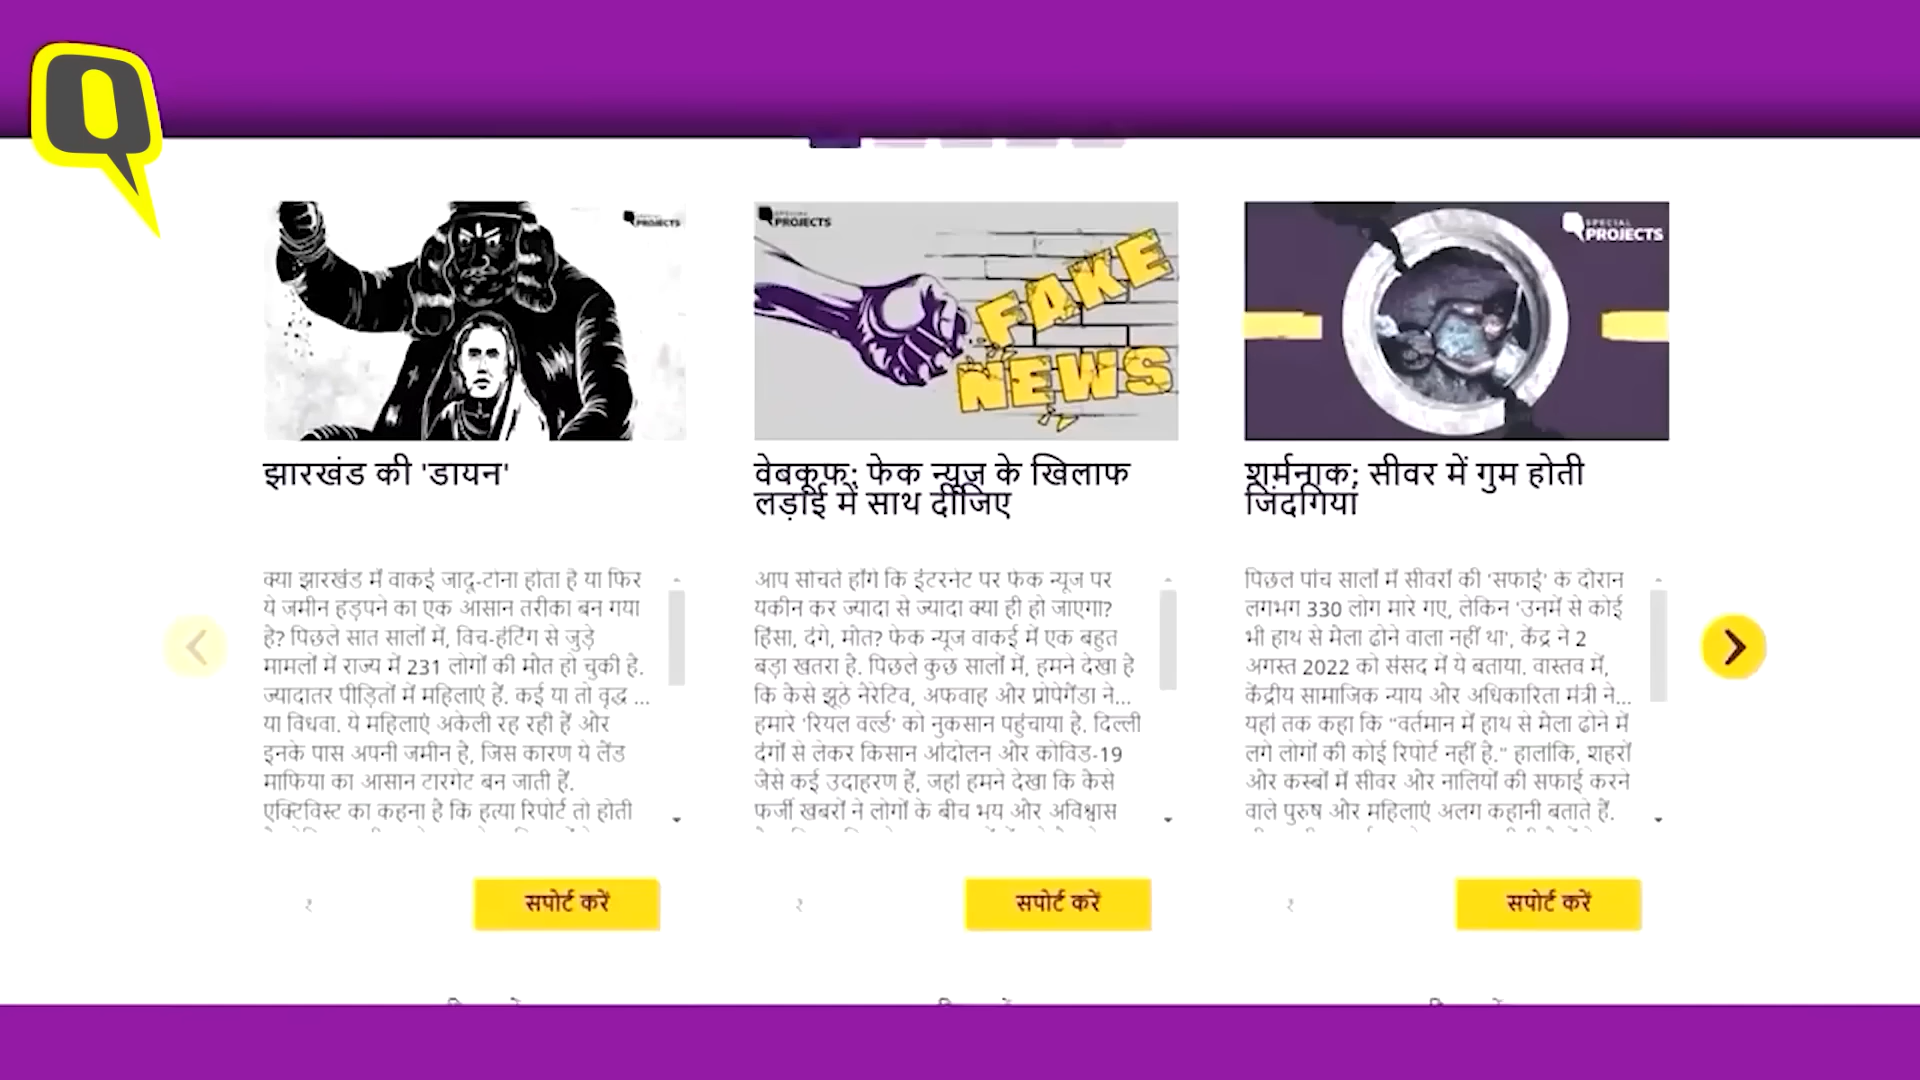 PROJECTS
SPECIAL
PROJECTS
SPECIAL
PROJECTS
FAKE
NEWS
झारखंड की 'डायन'
क्या झारखंड में वाकई जादू-टोना होता है या फिर
ये जमीन हड़पने का एक आसान तरीका बन गया
है? पिछले सात सालों में, विच-हंटिंग से जुड़े
मामलों में राज्य में 231 लोगों की मौत हो चुकी है.
ज्यादातर पीड़ितों में महिलाएं हैं. कई या तो वृद्ध ...
या विधवा. ये महिलाएं अकेली रह रही हैं और
इनके पास अपनी जमीन है, जिस कारण ये लैंड
माफिया का आसान टारगेट बन जाती हैं.
एक्टिविस्ट का कहना है कि हत्या रिपोर्ट तो होती
सपोर्ट करें
वेबकूफ: फेक न्यूज के खिलाफ
लड़ाई में साथ दीजिए
आप सोचते होंगे कि इंटरनेट पर फेक न्यूज पर
यकीन कर ज्यादा से ज्यादा क्या ही हो जाएगा?
हिंसा, दंगे, मौत? फेक न्यूज वाकई में एक बहुत
बड़ा खतरा है. पिछले कुछ सालों में, हमने देखा है
कि कैसे झूठे नैरेटिव, अफवाह और प्रोपेगैंडा ने...
हमारे 'रियल वर्ल्ड' को नुकसान पहुंचाया है. दिल्ली
दंगों से लेकर किसान आंदोलन और कोविड-19
जैसे कई उदाहरण हैं, जहां हमने देखा कि कैसे
फर्जी खबरों ने लोगों के बीच भय और अविश्वास
सपोर्ट करें
शर्मनाक: सीवर में गुम होती
जिंदगियां
पिछले पांच सालों में सीवरों की 'सफाई' के दौरान
लगभग 330 लोग मारे गए, लेकिन 'उनमें से कोई
भी हाथ से मैला ढोने वाला नहीं था', केंद्र ने 2
अगस्त 2022 को संसद में ये बताया. वास्तव में,
केंद्रीय सामाजिक न्याय और अधिकारिता मंत्री ने...
यहां तक कहा कि "वर्तमान में हाथ से मैला ढोने में
लगे लोगों की कोई रिपोर्ट नहीं है." हालांकि, शहरों
और कस्बों में सीवर और नालियों की सफाई करने
वाले पुरुष और महिलाएं अलग कहानी बताते हैं.
सपोर्ट करें